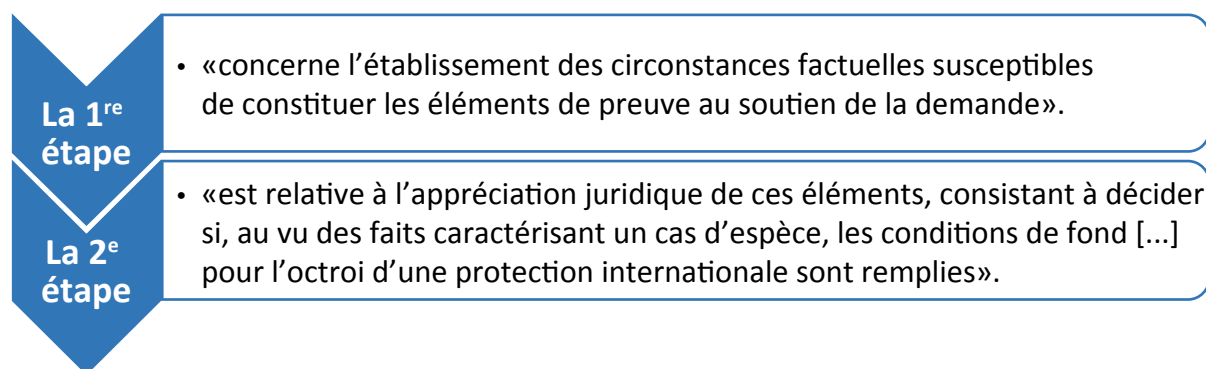 La 1re
étape
• «concerne l’établissement des circonstances factuelles susceptibles
de constituer les éléments de preuve au soutien de la demande».
La 2e
étape
• «est relative à l’appréciation juridique de ces éléments, consistant à décider
si, au vu des faits caractérisant un cas d’espèce, les conditions de fond [...]
pour l’octroi d’une protection internationale sont remplies».